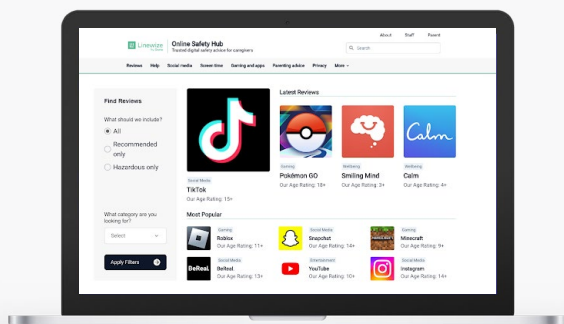 About Staff Parent
Linewize
Online Safety Hub
Trusted digital safety advice for caregivers
Search
Reviews Help Social media Screen time Gaming and apps Parenting advice Privacy More
Find Reviews
What should we include?
All
Recommended only
Hazardous only
What category are you looking for?
Select
Apply Filters
Social Media
TikTok
Our Age Rating: 15+
Latest Reviews
Gaming
Pokémon GO
Our Age Rating: 18+
Wellbeing
Smiling Mind
Our Age Rating: 3+
Calm
Wellbeing
Calm
Our Age Rating: 4+
Most Popular
Gaming
Roblox
Our Age Rating: 11+
Social Media
Snapchat
Our Age Rating: 14+
MINECRAFT
Gaming
Minecraft
Our Age Rating: 9+
BeReal.
Social Media
BeReal
Our Age Rating: 13+
Entertainment
YouTube
Our Age Rating: 10+
Social Media
Instagram
Our Age Rating: 14+